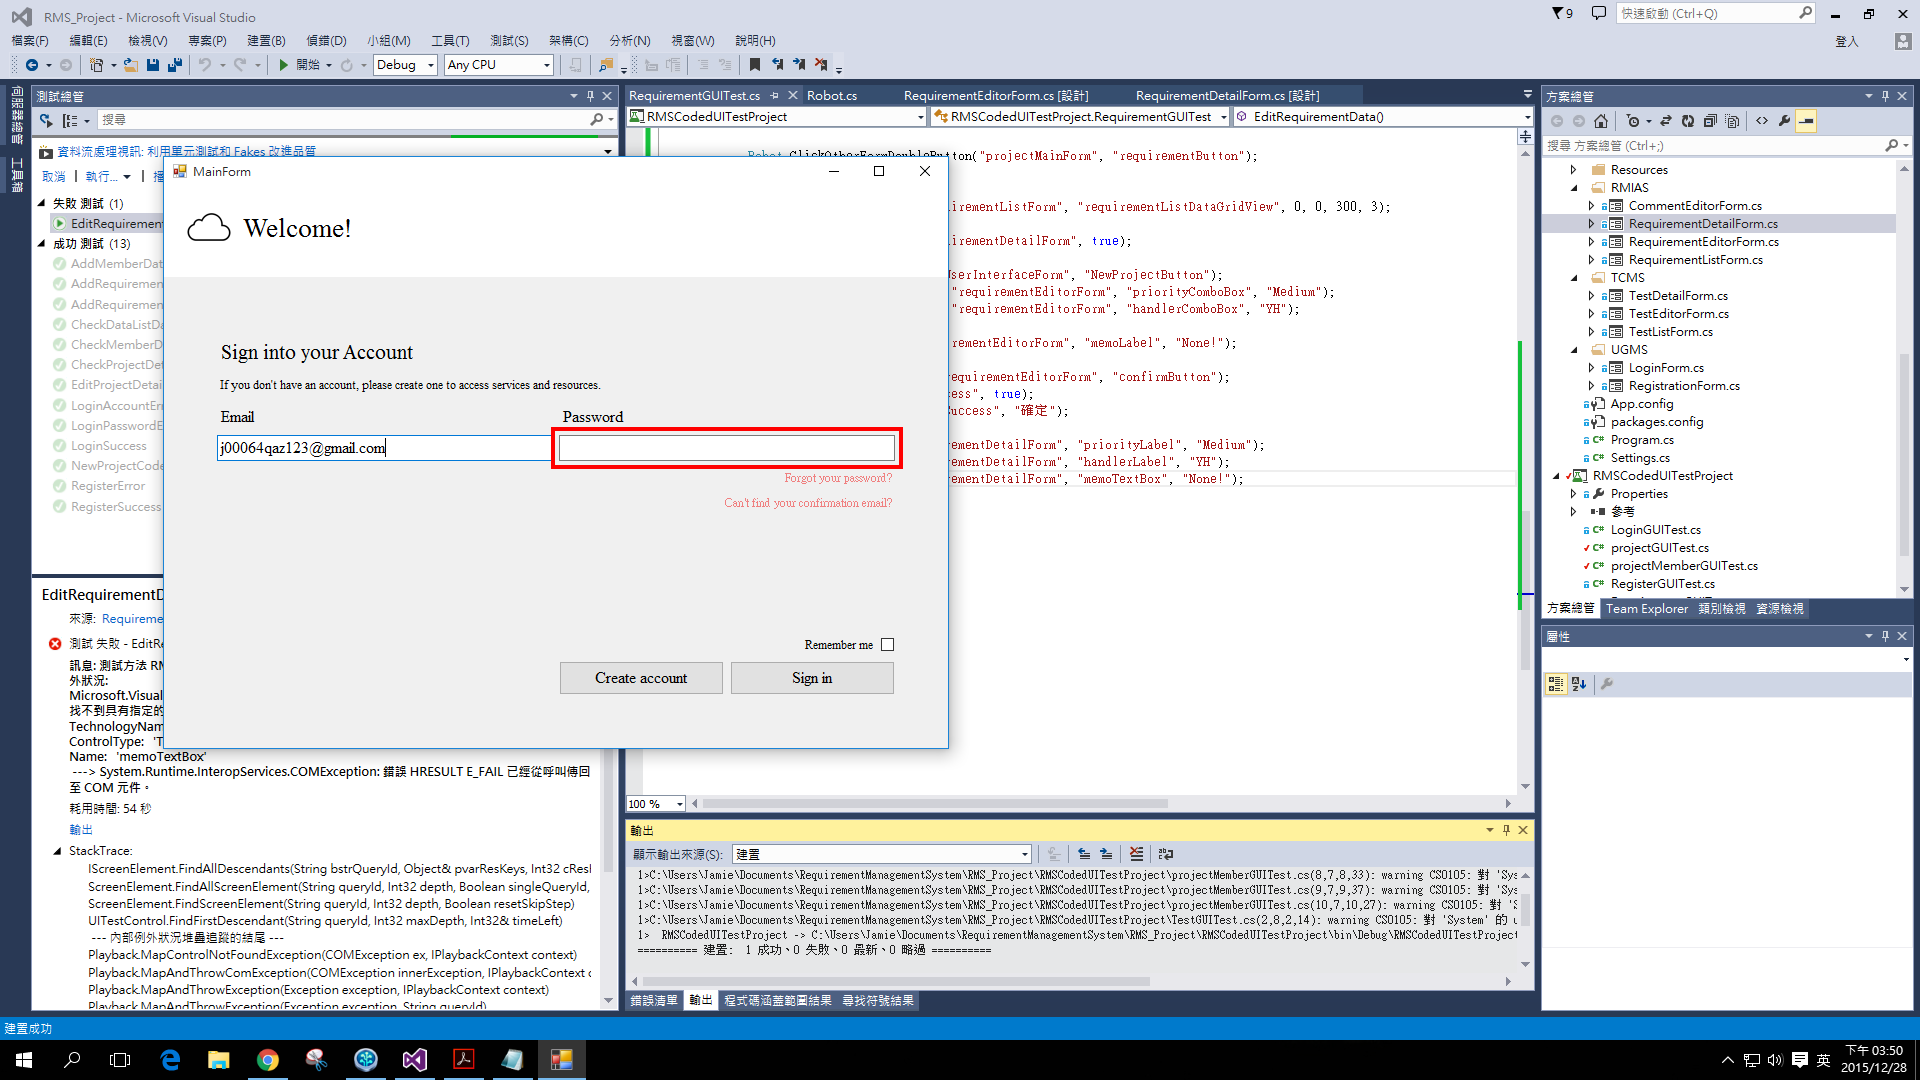 RMS_Project - Microsoft Visual Studio
9
快速啟動 (Ctrl+Q)
檔案(F) 編輯(E) 檢視(V) 專案(P) 建置(B) 偵錯(D) 小組(M) 工具(T) 測試(S) 架構(C) 分析(N) 視窗(W) 說明(H)
登入
開始 Debug Any CPU
伺服器總管
工具箱
測試總管
搜尋
資料流處理視訊: 利用單元測試和 Fakes 改進品質
取消 執行...
失敗 測試 (1)
EditRequirement
成功 測試 (13)
AddMemberDat
AddRequiremen
AddRequiremen
CheckDataListDa
CheckMemberD
CheckProjectDet
EditProjectDetai
LoginAccountErr
LoginPasswordE
LoginSuccess
NewProjectCode
RegisterError
RegisterSuccess
EditRequirementD
來源: Requireme
測試 失敗 - EditRe
訊息: 測試方法 RM
外狀況:
Microsoft.Visual
找不到具有指定的
TechnologyNam
ControlType: 'T
Name: 'memoTextBox'
---> System.Runtime.InteropServices.COMException: 錯誤 HRESULT E_FAIL 已經從呼叫傳回
至 COM 元件。
耗用時間: 54 秒
輸出
StackTrace:
IScreenElement.FindAllDescendants(String bstrQueryId, Object& pvarResKeys, Int32 cResl
ScreenElement.FindAllScreenElement(String queryId, Int32 depth, Boolean singleQueryId,
ScreenElement.FindScreenElement(String queryId, Int32 depth, Boolean resetSkipStep)
UITestControl.FindFirstDescendant(String queryId, Int32 maxDepth, Int32& timeLeft)
--- 內部例外狀況堆疊追蹤的結尾 ---
Playback.MapControlNotFoundException(COMException ex, IPlaybackContext context)
Playback.MapAndThrowComException(COMException innerException, IPlaybackContext c
Playback.MapAndThrowException(Exception exception, IPlaybackContext context)
Playback.MapAndThrowException(Exception exception, String queryId)
MainForm
Welcome!
Sign into your Account
If you don't have an account, please create one to access services and resources.
Email Password
j00064qaz123@gmail.com
Forgot your password?
Can't find your confirmation email?
Remember me
Create account Sign in
RequirementGUITest.cs Robot.cs RequirementEditorForm.cs [設計] RequirementDetailForm.cs [設計]
RMSCodedUITestProject RMSCodedUITestProject.RequirementGUITest EditRequirementData()
Robot.ClickOtherFormDoubleButton("projectMainForm", "requirementButton");
irementListForm", "requirementListDataGridView", 0, 0, 300, 3);
irementDetailForm", true);
serInterfaceForm", "NewProjectButton");
requirementEditorForm", "priorityComboBox", "Medium");
requirementEditorForm", "handlerComboBox", "YH");
rementEditorForm", "memoLabel", "None!");
requirementEditorForm", "confirmButton");
ess", true);
Success", "確定");
ementDetailForm", "priorityLabel", "Medium");
ementDetailForm", "handlerLabel", "YH");
ementDetailForm", "memoTextBox", "None!");
100 %
輸出
顯示輸出來源(S): 建置
1>C:\Users\Jamie\Documents\RequirementManagementSystem\RMS_Project\RMSCodedUITestProject\projectMemberGUITest.cs(8,7,8,33): warning CS0105: 對 'Sys
1>C:\Users\Jamie\Documents\RequirementManagementSystem\RMS_Project\RMSCodedUITestProject\projectMemberGUITest.cs(9,7,9,37): warning CS0105: 對 'Sys
1>C:\Users\Jamie\Documents\RequirementManagementSystem\RMS_Project\RMSCodedUITestProject\projectMemberGUITest.cs(10,7,10,27): warning CS0105: 對 'S
1>C:\Users\Jamie\Documents\RequirementManagementSystem\RMS_Project\RMSCodedUITestProject\TestGUITest.cs(2,8,2,14): warning CS0105: 對 'System' 的 u
1> RMSCodedUITestProject -> C:\Users\Jamie\Documents\RequirementManagementSystem\RMS_Project\RMSCodedUITestProject\bin\Debug\RMSCodedUITestProject
========== 建置: 1 成功、0 失敗、0 最新、0 略過 ==========
錯誤清單 輸出 程式碼涵蓋範圍結果 尋找符號結果
方案總管
搜尋 方案總管 (Ctrl+;)
Resources
RMIAS
CommentEditorForm.cs
RequirementDetailForm.cs
RequirementEditorForm.cs
RequirementListForm.cs
TCMS
TestDetailForm.cs
TestEditorForm.cs
TestListForm.cs
UGMS
LoginForm.cs
RegistrationForm.cs
App.config
packages.config
Program.cs
Settings.cs
RMSCodedUITestProject
Properties
參考
LoginGUITest.cs
projectGUITest.cs
projectMemberGUITest.cs
RegisterGUITest.cs
方案總管 Team Explorer 類別檢視 資源檢視
屬性
建置成功
英
下午 03:50
2015/12/28